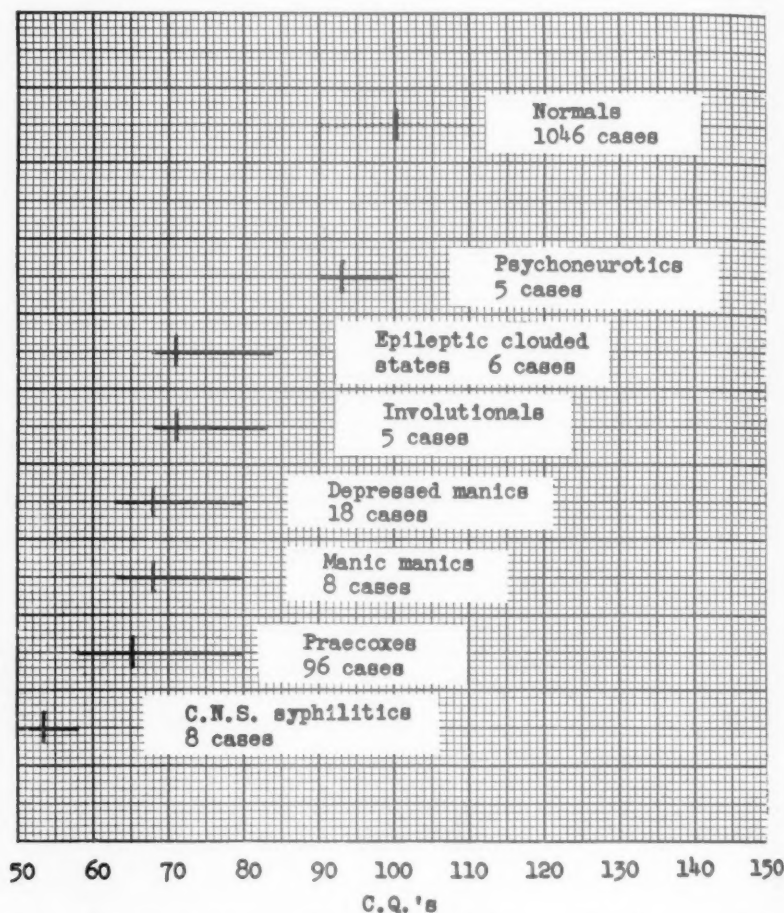 Normals
1046 cases
Psychoneurotics
5 cases
Epileptic clouded
states 6 cases
Involutionals
5 cases
Depressed manics
18 cases
Manic manics
8 cases
Praecoxes
96 cases
C.N.S. syphilitics
8 cases
50 60 70 80 90 100 110 120 130 140 150
C.Q.'s